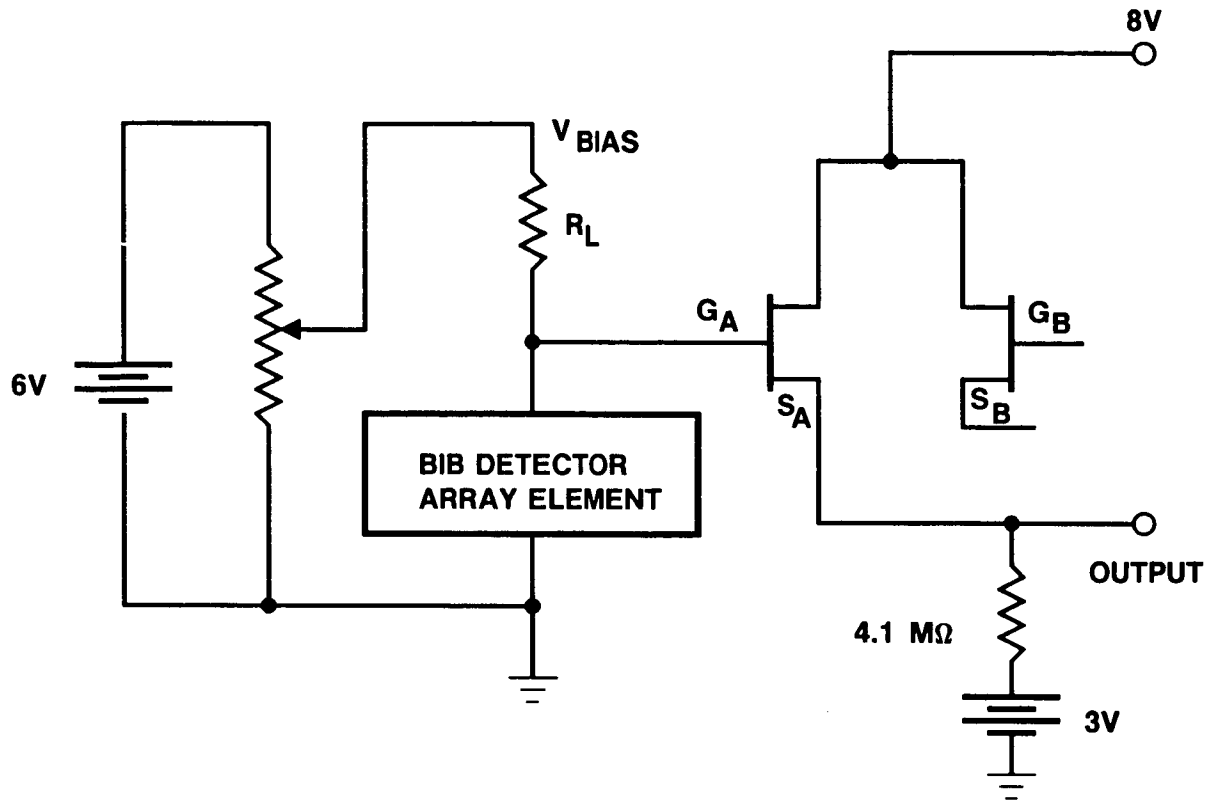 8V
V BIAS
R L
G A
G B
6V
S A
S B
BIB DETECTOR
ARRAY ELEMENT
OUTPUT
4.1 MΩ
3V